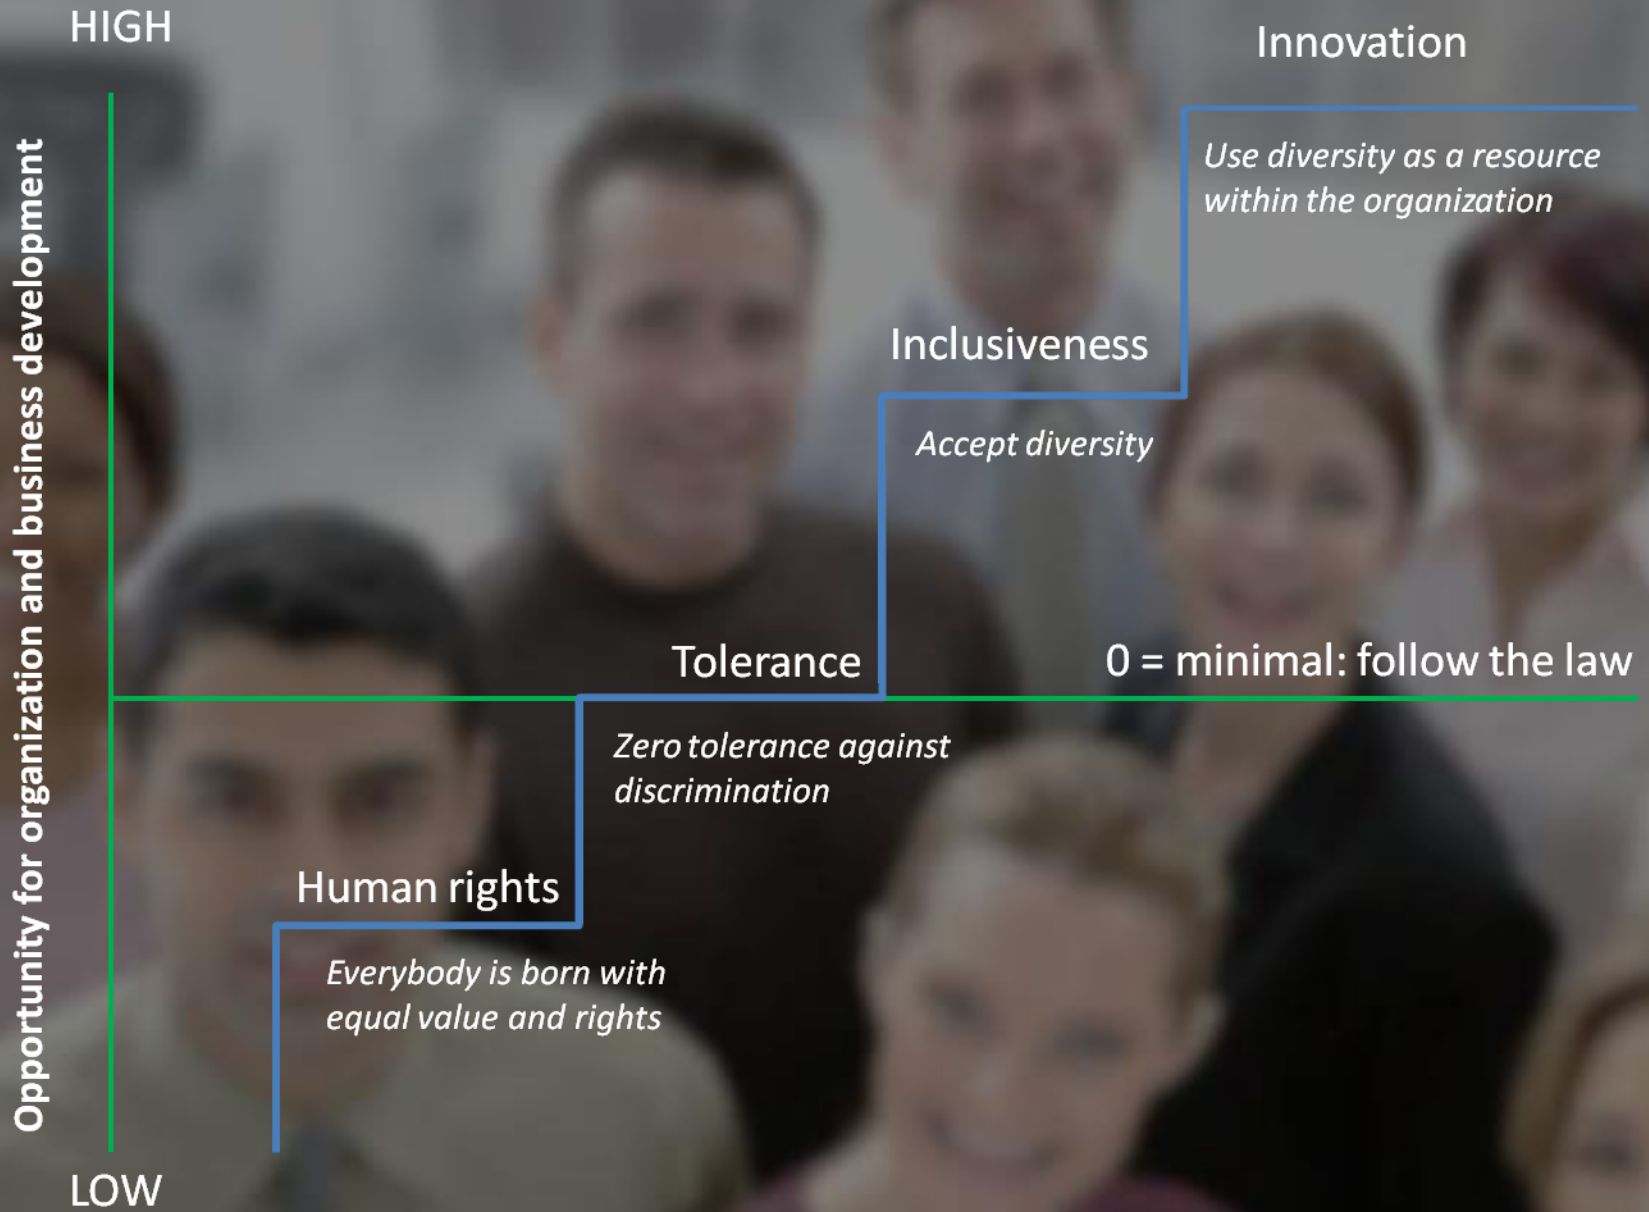 HIGH
Innovation
Use diversity as a resource
within the organization
Inclusiveness
Accept diversity
Tolerance
0 = minimal: follow the law
Zero tolerance against
discrimination
Human rights
Everybody is born with
equal value and rights
Opportunity for organization and business development
LOW